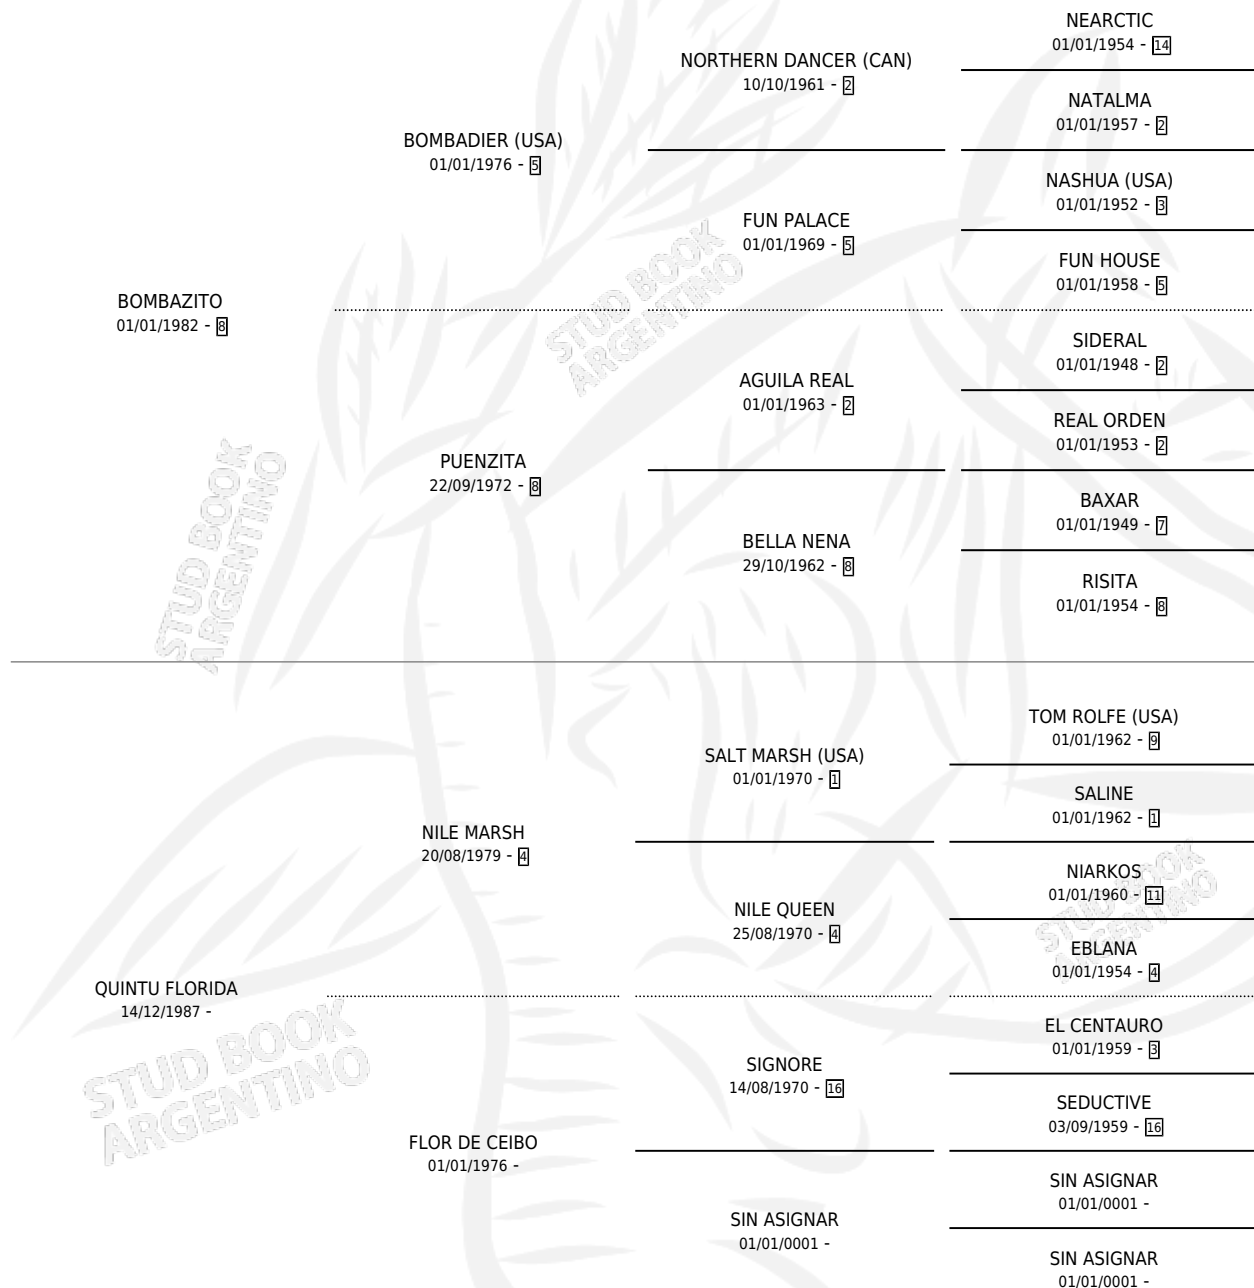 NEARCTIC
01/01/1954 - 14
NORTHERN DANCER (CAN)
10/10/1961 - 2
NATALMA
01/01/1957 - 2
BOMBADIER (USA)
01/01/1976 - 5
NASHUA (USA)
01/01/1952 - 3
FUN PALACE
01/01/1969 - 5
FUN HOUSE
01/01/1958 - 5
BOMBAZITO
01/01/1982 - 8
STUD BOOK
ARGENTINO
SIDERAL
01/01/1948 - 2
AGUILA REAL
01/01/1963 - 2
REAL ORDEN
01/01/1953 - 2
PUENZITA
22/09/1972 - 8
BAXAR
01/01/1949 - 7
BELLA NENA
29/10/1962 - 8
RISITA
01/01/1954 - 8
STUD BOOK
ARGENTINO
TOM ROLFE (USA)
01/01/1962 - 9
SALT MARSH (USA)
01/01/1970 - 1
SALINE
01/01/1962 - 1
NILE MARSH
20/08/1979 - 4
NIARKOS
01/01/1960 - 11
NILE QUEEN
25/08/1970 - 4
EBLANA
01/01/1954 - 4
STUD BOOK
ARGENTINO
QUINTU FLORIDA
14/12/1987 -
STUD BOOK
ARGENTINO
EL CENTAURO
01/01/1959 - 3
SIGNORE
14/08/1970 - 16
SEDUCTIVE
03/09/1959 - 16
FLOR DE CEIBO
01/01/1976 -
SIN ASIGNAR
01/01/0001 -
SIN ASIGNAR
01/01/0001 -
SIN ASIGNAR
01/01/0001 -